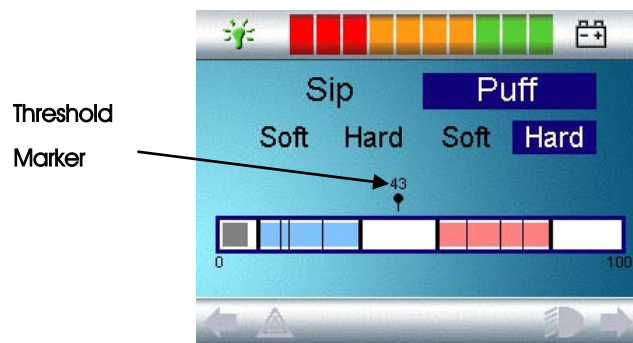 Sip Puff
Threshold
Soft Hard Soft Hard
Marker
43
0 100